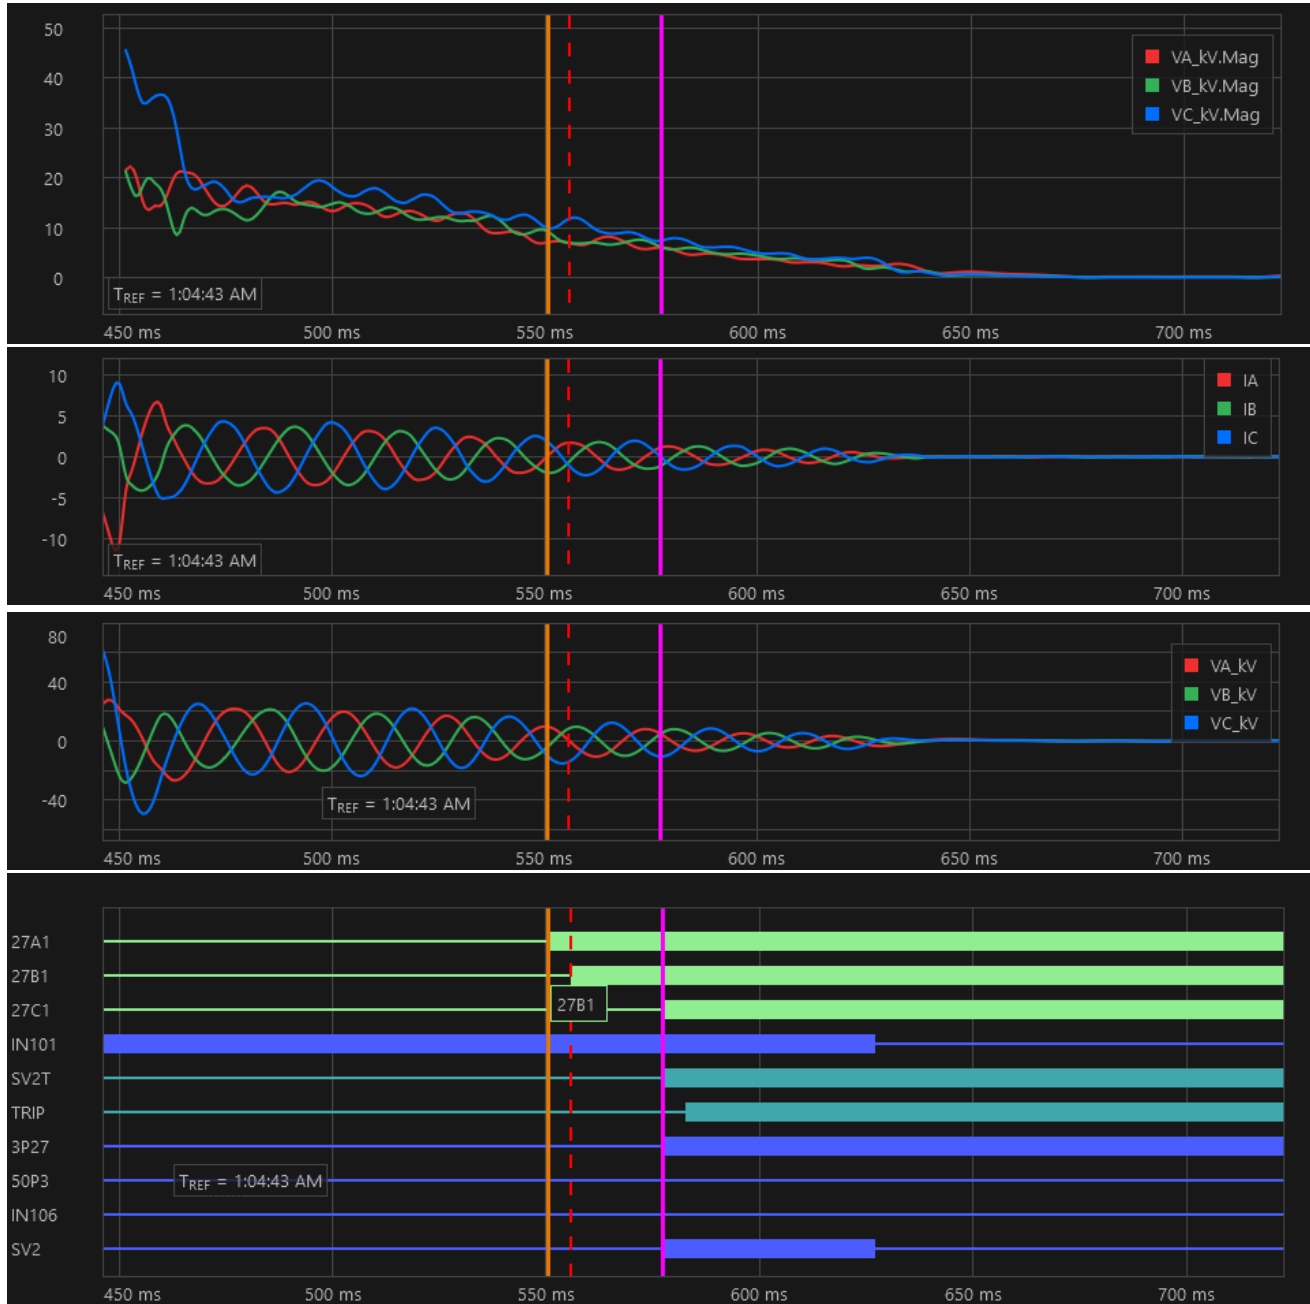 50
40
30
20
10
0
VA_kV.Mag
VB_kV.Mag
VC_kV.Mag
TREF = 1:04:43 AM
450 ms 500 ms 550 ms 600 ms 650 ms 700 ms
10
5
0
-5
-10
IA
IB
IC
TREF = 1:04:43 AM
450 ms 500 ms 550 ms 600 ms 650 ms 700 ms
80
40
0
-40
VA_kV
VB_kV
VC_kV
TREF = 1:04:43 AM
450 ms 500 ms 550 ms 600 ms 650 ms 700 ms
27A1
27B1
27C1
27B1
IN101
SV2T
TRIP
3P27
50P3
TREF = 1:04:43 AM
IN106
SV2
450 ms 500 ms 550 ms 600 ms 650 ms 700 ms